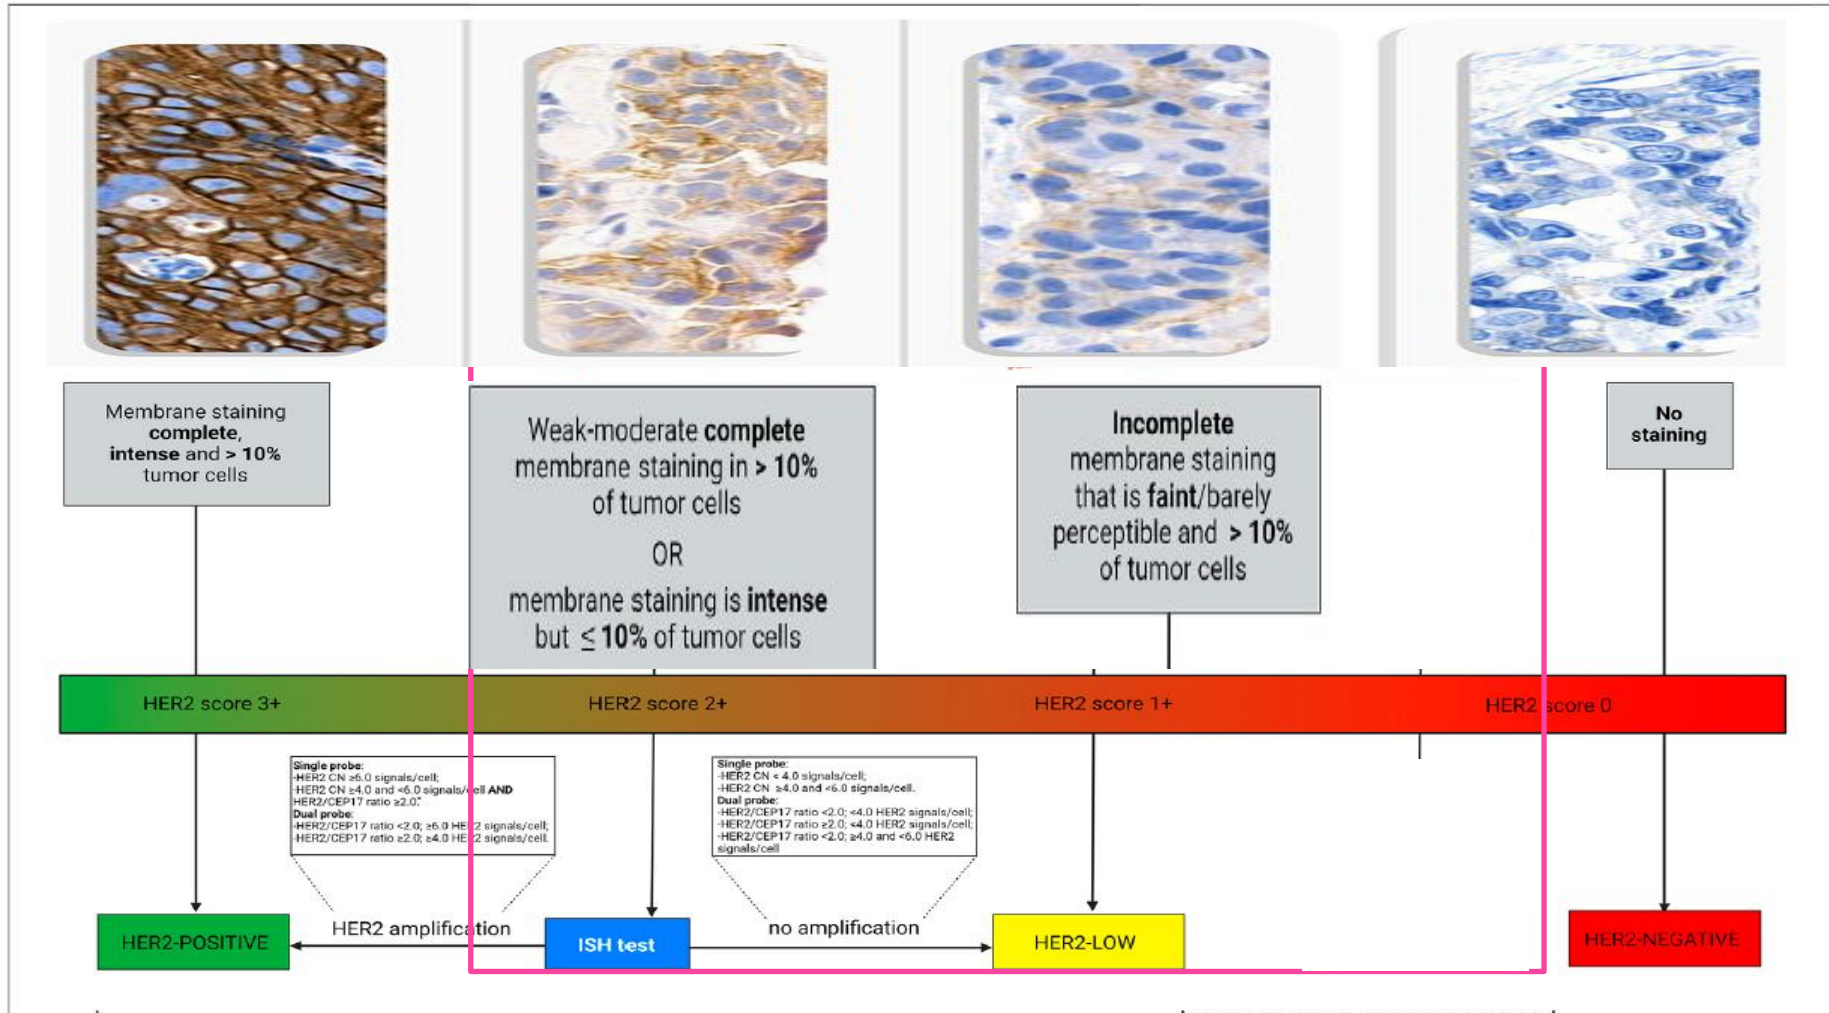 Membrane staining
complete,
intense and > 10%
tumor cells
Weak-moderate complete
membrane staining in > 10%
of tumor cells
OR
membrane staining is intense
but ≤ 10% of tumor cells
Incomplete
membrane staining
that is faint/barely
perceptible and > 10%
of tumor cells
No
staining
HER2 score 3+
HER2 score 2+
HER2 score 1+
HER2 score 0
Single probe:
-HER2 CN ≥6.0 signals/cell;
-HER2 CN ≥4.0 and <6.0 signals/cell AND
HER2/CEP17 ratio ≥2.0.*
Dual probe:
-HER2/CEP17 ratio <2.0; ≥6.0 HER2 signals/cell;
-HER2/CEP17 ratio ≥2.0; ≥4.0 HER2 signals/cell.
Single probe:
-HER2 CN < 4.0 signals/cell;
-HER2 CN ≥4.0 and <6.0 signals/cell.
Dual probe:
-HER2/CEP17 ratio <2.0; <4.0 HER2 signals/cell;
-HER2/CEP17 ratio ≥2.0; <4.0 HER2 signals/cell;
-HER2/CEP17 ratio <2.0; ≥4.0 and <6.0 HER2
signals/cell
HER2-POSITIVE
HER2 amplification
ISH test
no amplification
HER2-LOW
HER2-NEGATIVE